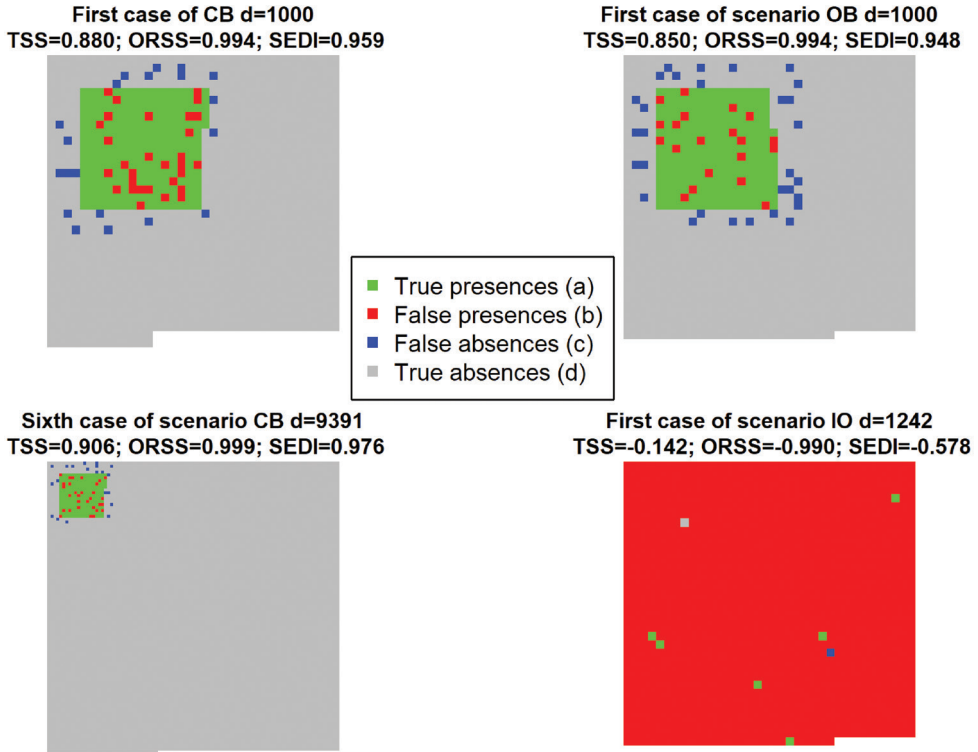 First case of CB d=1000
TSS=0.880; ORSS=0.994; SEDI=0.959
First case of scenario OB d=1000
TSS=0.850; ORSS=0.994; SEDI=0.948
True presences (a)
False presences (b)
False absences (c)
True absences (d)
Sixth case of scenario CB d=9391
TSS=0.906; ORSS=0.999; SEDI=0.976
First case of scenario IO d=1242
TSS=-0.142; ORSS=-0.990; SEDI=-0.578